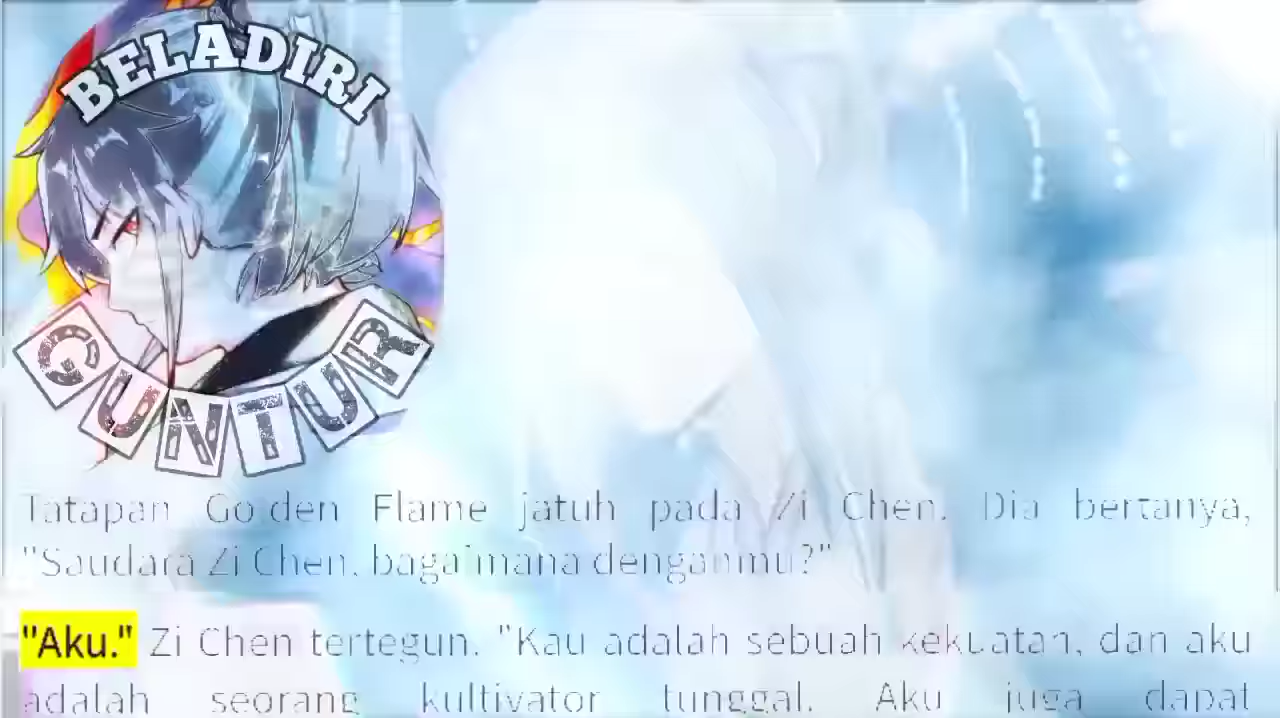 BELADIRI
GUNTUR
Tatapan Golden Flame jatuh pada Zi Chen. Dia bertanya,
"Saudara Zi Chen, bagaimana denganmu?"
"Aku." Zi Chen tertegun. "Kau adalah sebuah kekuatan, dan aku
adalah seorang kultivator tunggal. Aku juga dapat